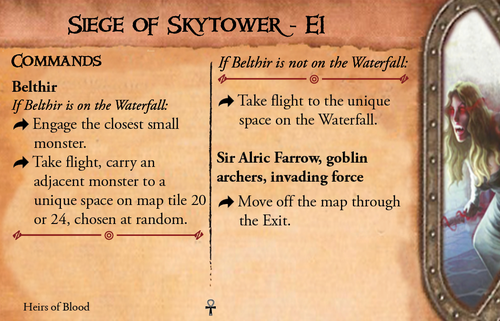 Siege of Skytower - E1
Commands
Belthir
If Belthir is on the Waterfall:
Engage the closest small
monster.
Take flight, carry an
adjacent monster to a
unique space on map tile 20
or 24, chosen at random.
If Belthir is not on the Waterfall:
Take flight to the unique
space on the Waterfall.
Sir Alric Farrow, goblin
archers, invading force
Move off the map through
the Exit.
Heirs of Blood